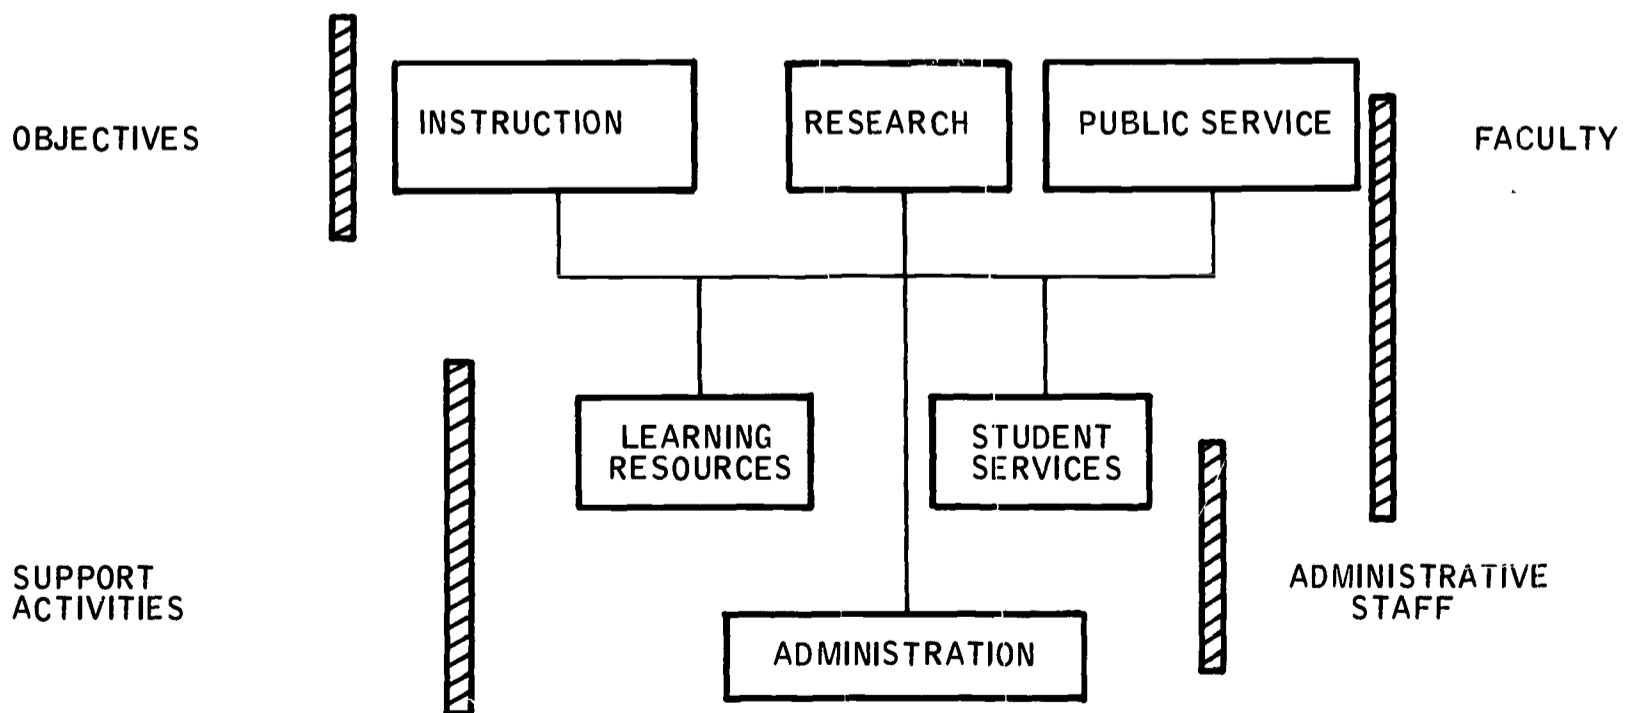 OBJECTIVES
INSTRUCTION
RESEARCH
PUBLIC SERVICE
FACULTY
LEARNING
RESOURCES
STUDENT
SERVICES
SUPPORT
ACTIVITIES
ADMINISTRATIVE
STAFF
ADMINISTRATION